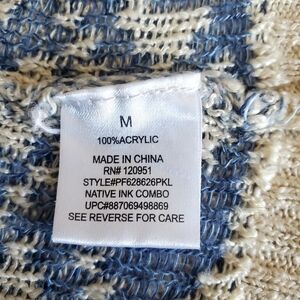 M
100%ACRYLIC
MADE IN CHINA
RN# 120951
STYLE#PF628626PKL
NATIVE INK COMBO
UPC#887069498869
SEE REVERSE FOR CARE